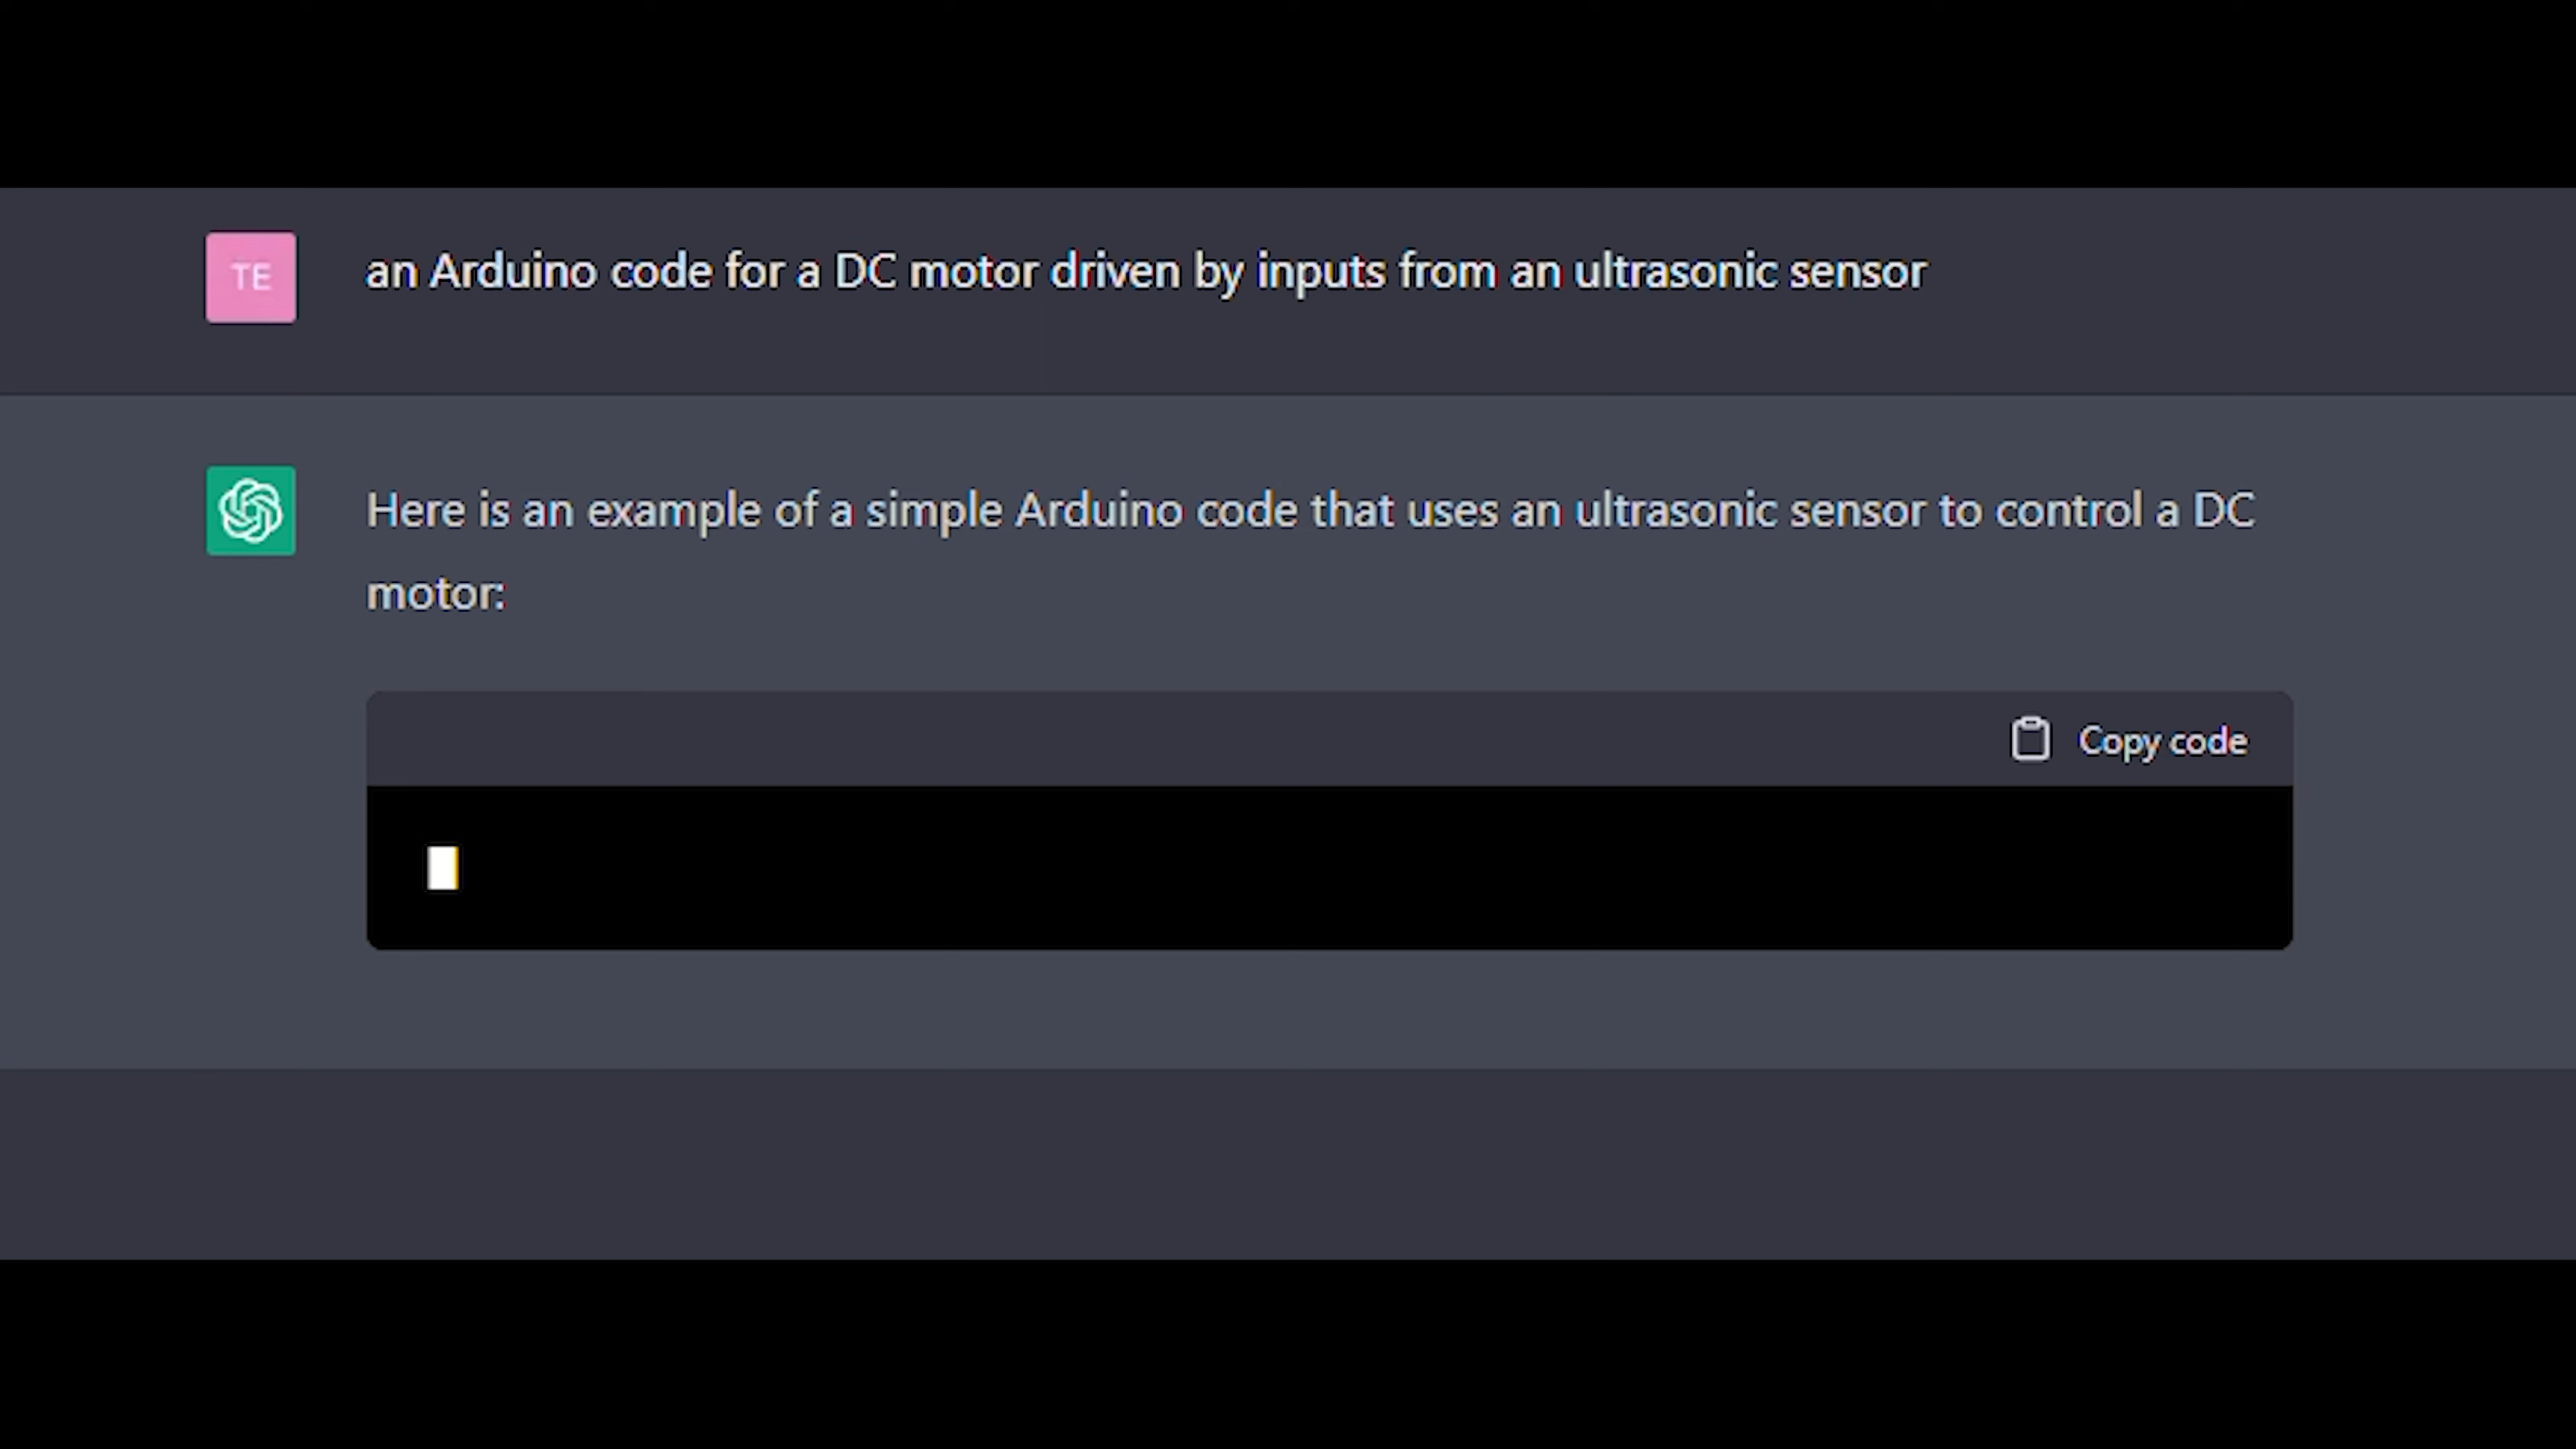 TE
an Arduino code for a DC motor driven by inputs from an ultrasonic sensor
Here is an example of a simple Arduino code that uses an ultrasonic sensor to control a DC
motor:
Copy code